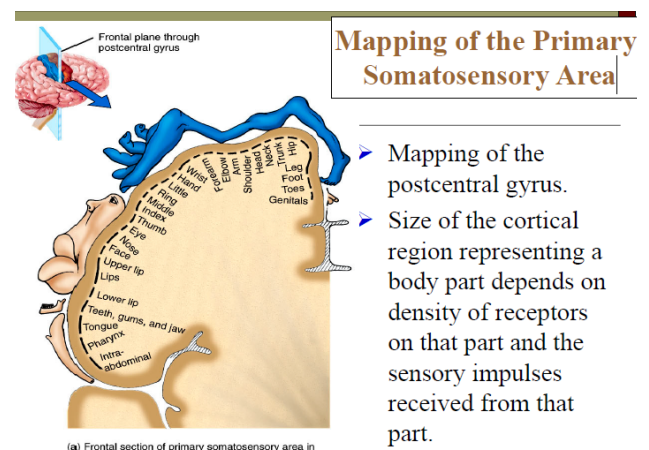 Frontal plane through
postcentral gyrus
Mapping of the Primary
Somatosensory Area
Mapping of the
postcentral gyrus.
Size of the cortical
region representing a
body part depends on
density of receptors
on that part and the
sensory impulses
received from that
part.
Intra-
abdominal
Pharynx
Tongue
Teeth, gums, and jaw
Lower lip
Lips
Upper lip
Face
Nose
Eye
Thumb
Index
Middle
Ring
Little
Hand
Wrist
Forearm
Elbow
Arm
Shoulder
Head
Neck
Trunk
Hip
Leg
Foot
Toes
Genitals
(a) Frontal section of primary somatosensory area in